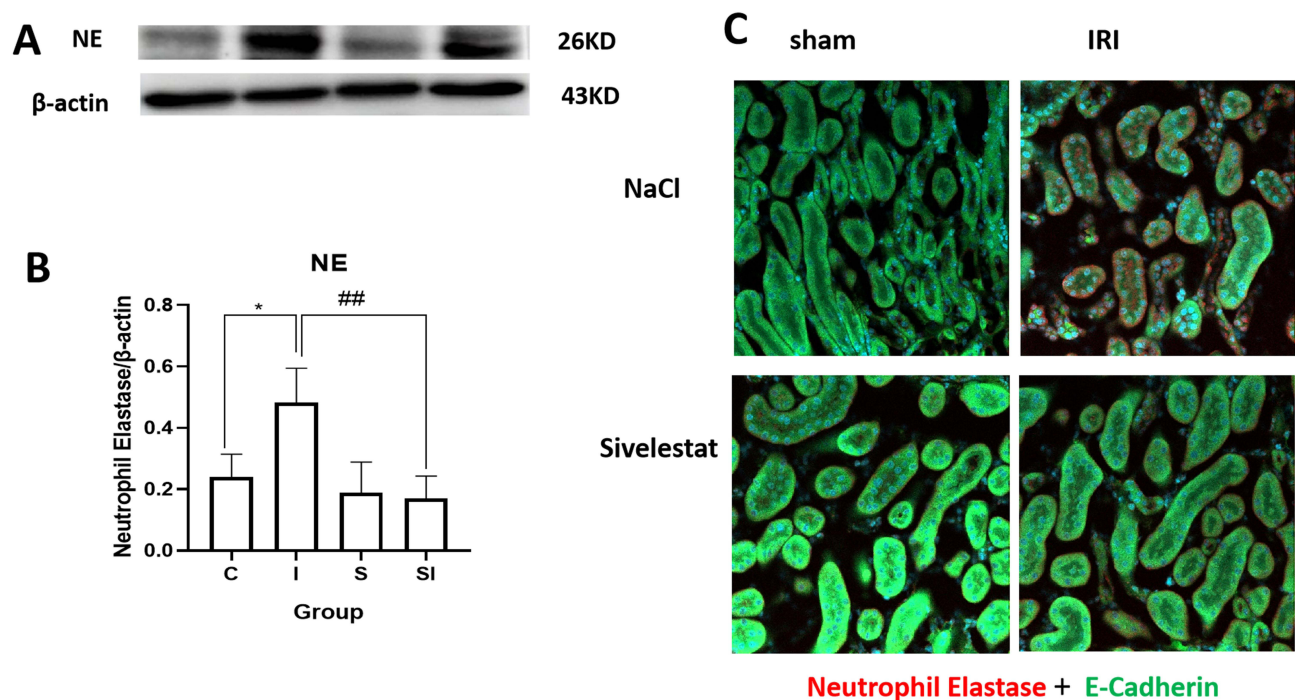 A
NE
26KD
β-actin
43KD
B
NE
Neutrophil Elastase/β-actin
0.8
0.6
0.4
0.2
0.0
*
##
C
I
S
SI
Group
C
sham
IRI
NaCl
Sivelestat
Neutrophil Elastase + E-Cadherin